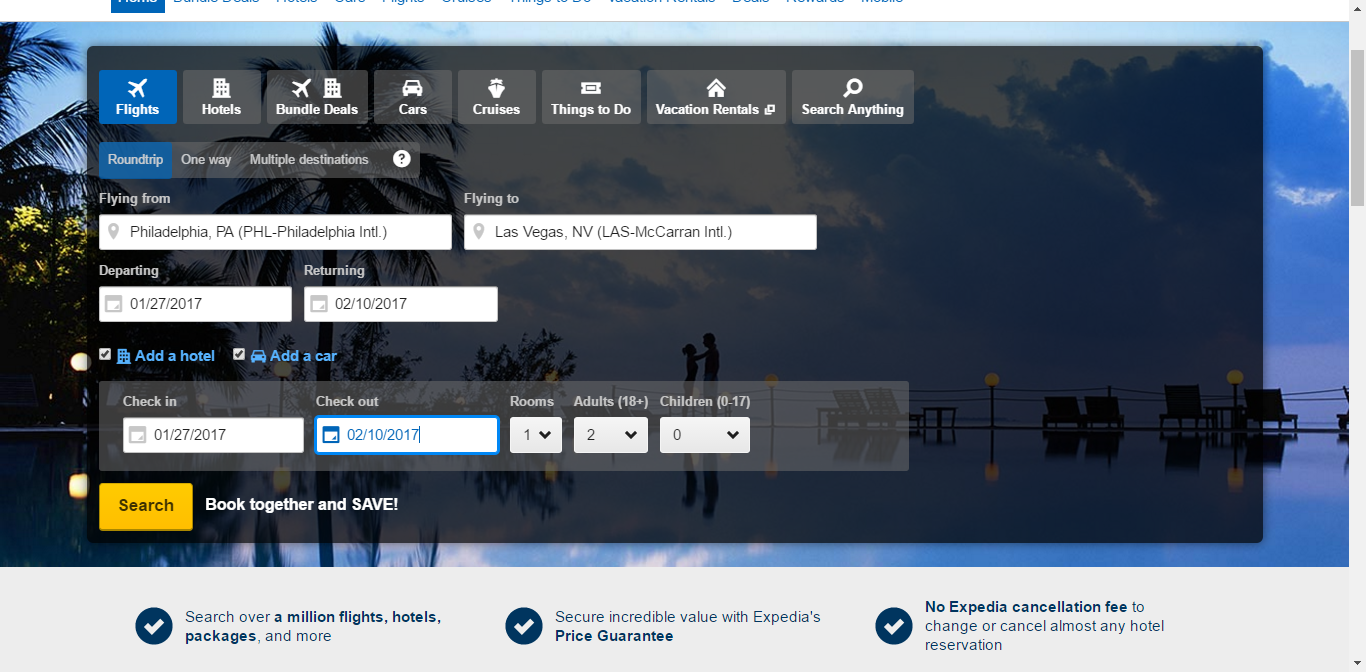 Home Bundle Deals Hotels Cars Flights Cruises Things to Do Vacation Rentals Deals Rewards Mobile
Flights Hotels Bundle Deals Cars Cruises Things to Do Vacation Rentals Search Anything
Roundtrip One way Multiple destinations ?
Flying from Flying to
Philadelphia, PA (PHL-Philadelphia Intl.) Las Vegas, NV (LAS-McCarran Intl.)
Departing Returning
01/27/2017 02/10/2017
Add a hotel Add a car
Check in Check out Rooms Adults (18+) Children (0-17)
01/27/2017 02/10/2017 1 2 0
Search Book together and SAVE!
Search over a million flights, hotels,
packages, and more
Secure incredible value with Expedia's
Price Guarantee
No Expedia cancellation fee to
change or cancel almost any hotel
reservation